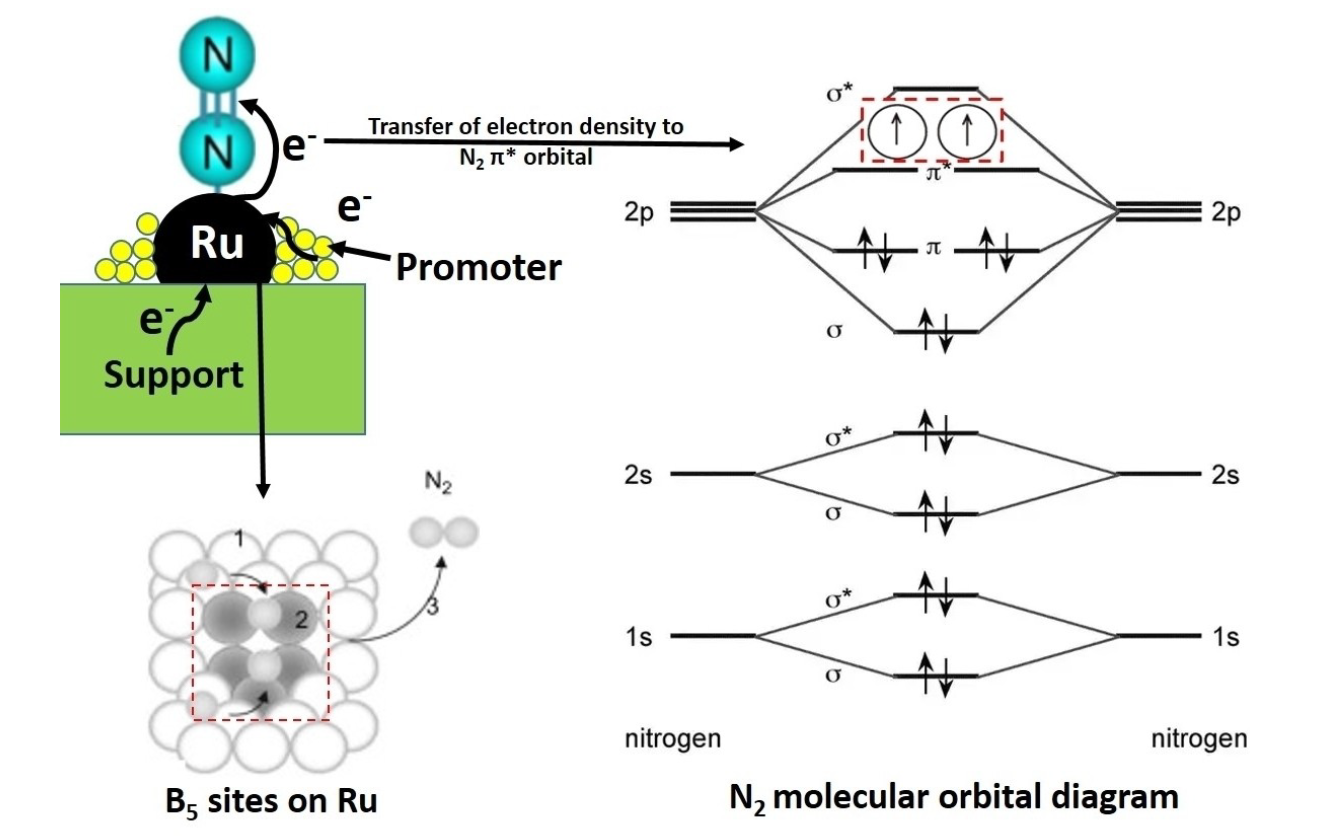 N
N
e-
Transfer of electron density to
N2 π* orbital
e-
Ru
Promoter
e-
Support
N2
1
2
3
B5 sites on Ru
σ*
π*
2p
2p
π
σ
σ*
2s
2s
σ
σ*
1s
1s
σ
nitrogen
nitrogen
N2 molecular orbital diagram